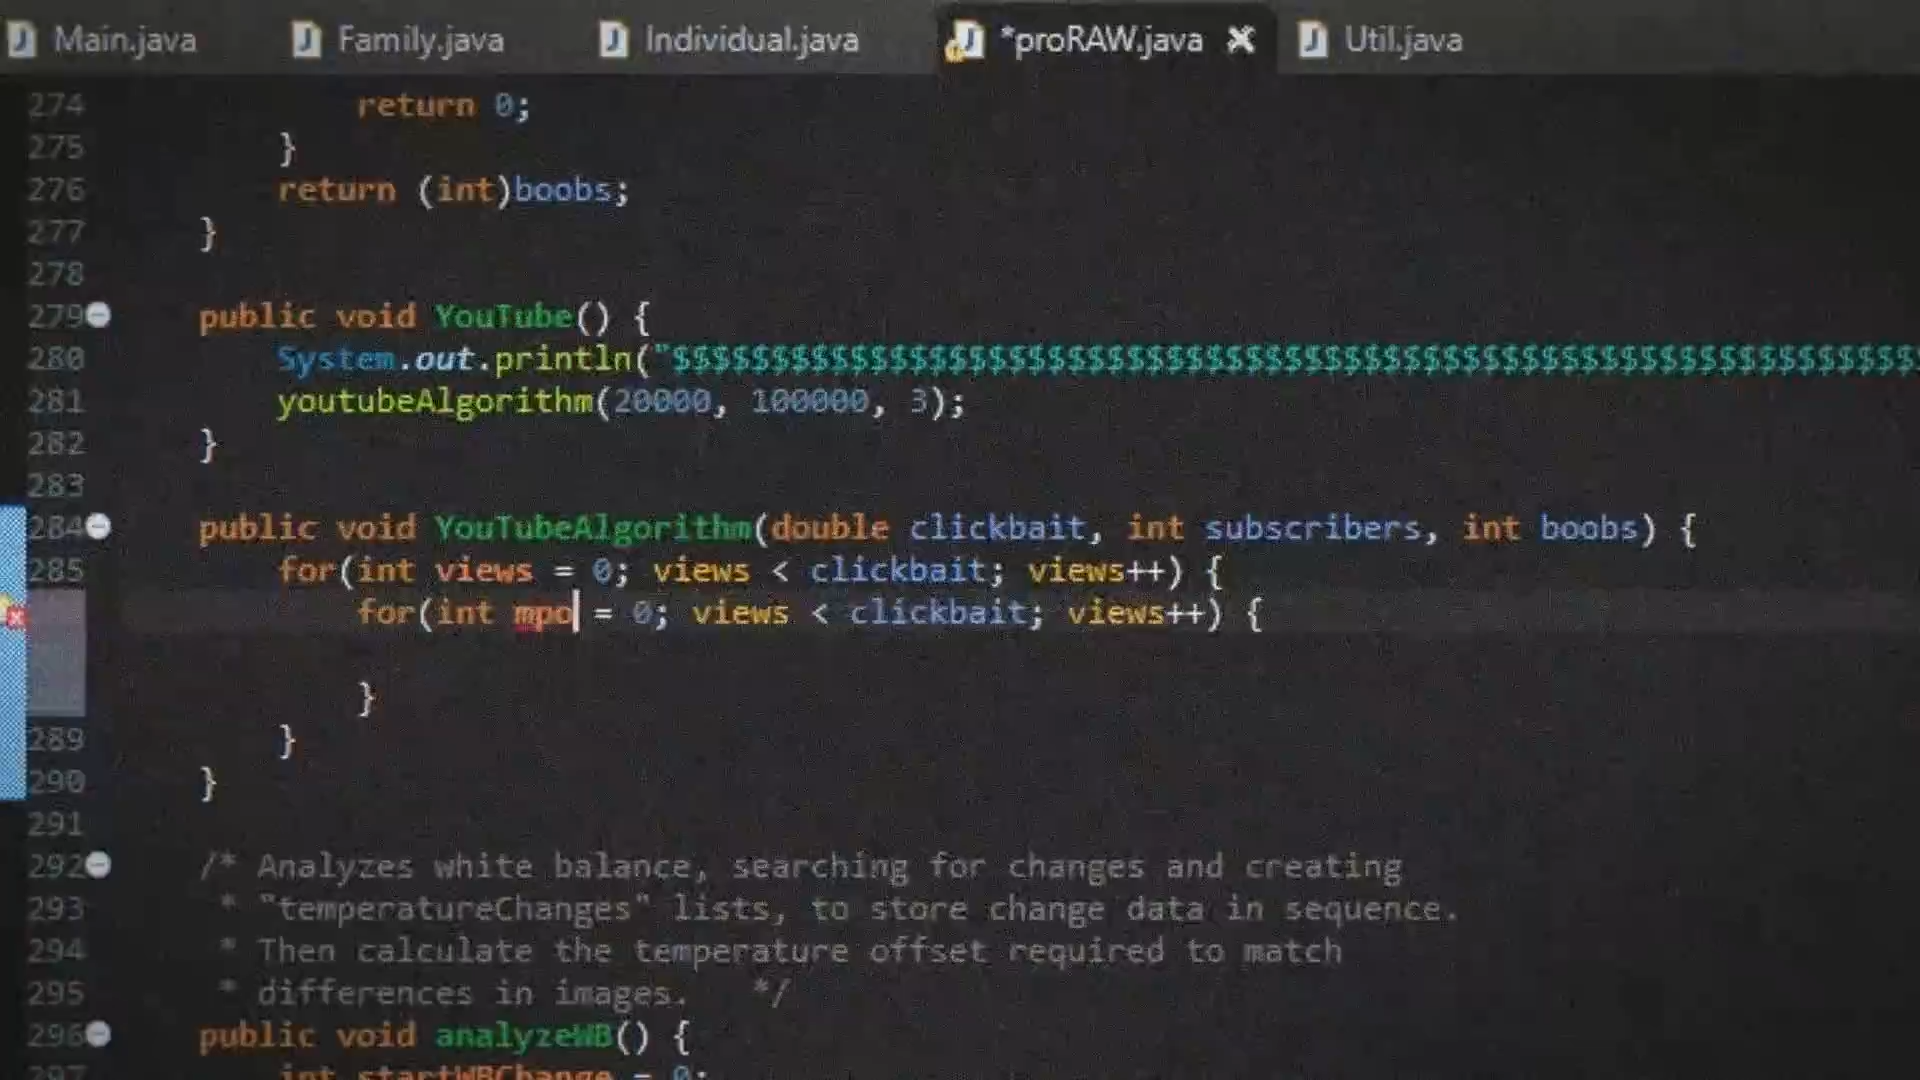 Main.java Family.java Individual.java *proRAW.java Util.java
274 return 0;
275 }
276 return (int)boobs;
277 }
278
279 public void YouTube() {
280 System.out.println("$$$$$$$$$$$$$$$$$$$$$$$$$$$$$$$$$$$$$$$$$$$$$$$$$$$$$$$$$$$$$$$
281 youtubeAlgorithm(20000, 100000, 3);
282 }
283
284 public void YouTubeAlgorithm(double clickbait, int subscribers, int boobs) {
285 for(int views = 0; views < clickbait; views++) {
for(int mpo = 0; views < clickbait; views++) {
}
289 }
290 }
291
292 /* Analyzes white balance, searching for changes and creating
293 * "temperatureChanges" lists, to store change data in sequence.
294 * Then calculate the temperature offset required to match
295 * differences in images. */
296 public void analyzeWB() {
297 int startWBChange = 0;